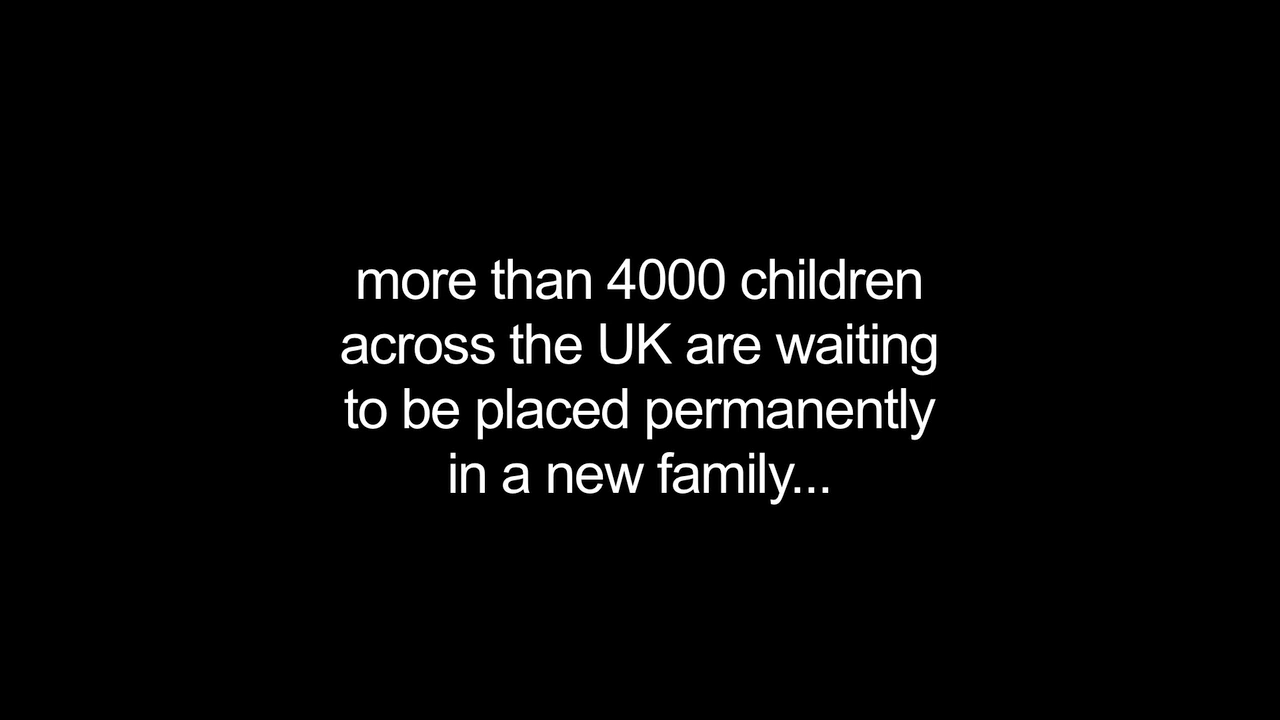 more than 4000 children
across the UK are waiting
to be placed permanently
in a new family...